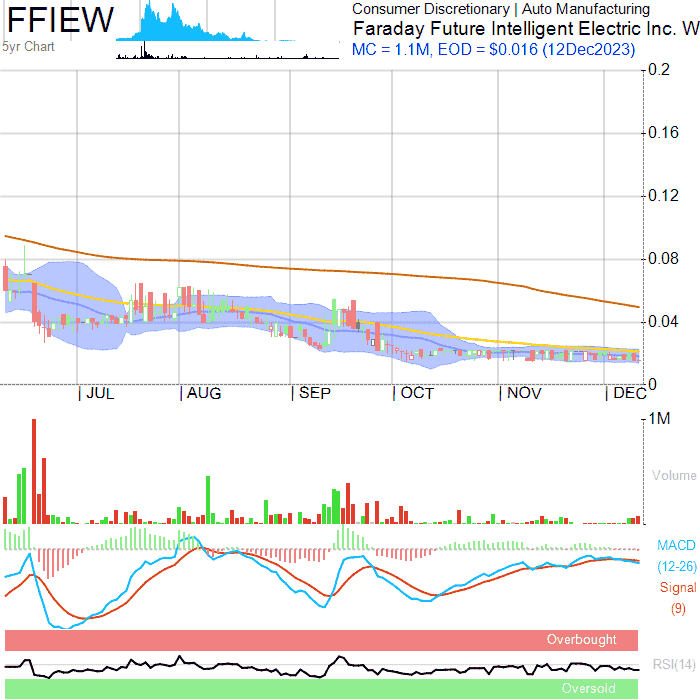 FFIEW
5yr Chart
Consumer Discretionary | Auto Manufacturing
Faraday Future Intelligent Electric Inc. W
MC = 1.1M, EOD = $0.016 (12Dec2023)
0.2
0.16
0.12
0.08
0.04
0
JUL AUG SEP OCT NOV DEC
1M
Volume
MACD
(12-26)
Signal
(9)
Overbought
RSI(14)
Oversold